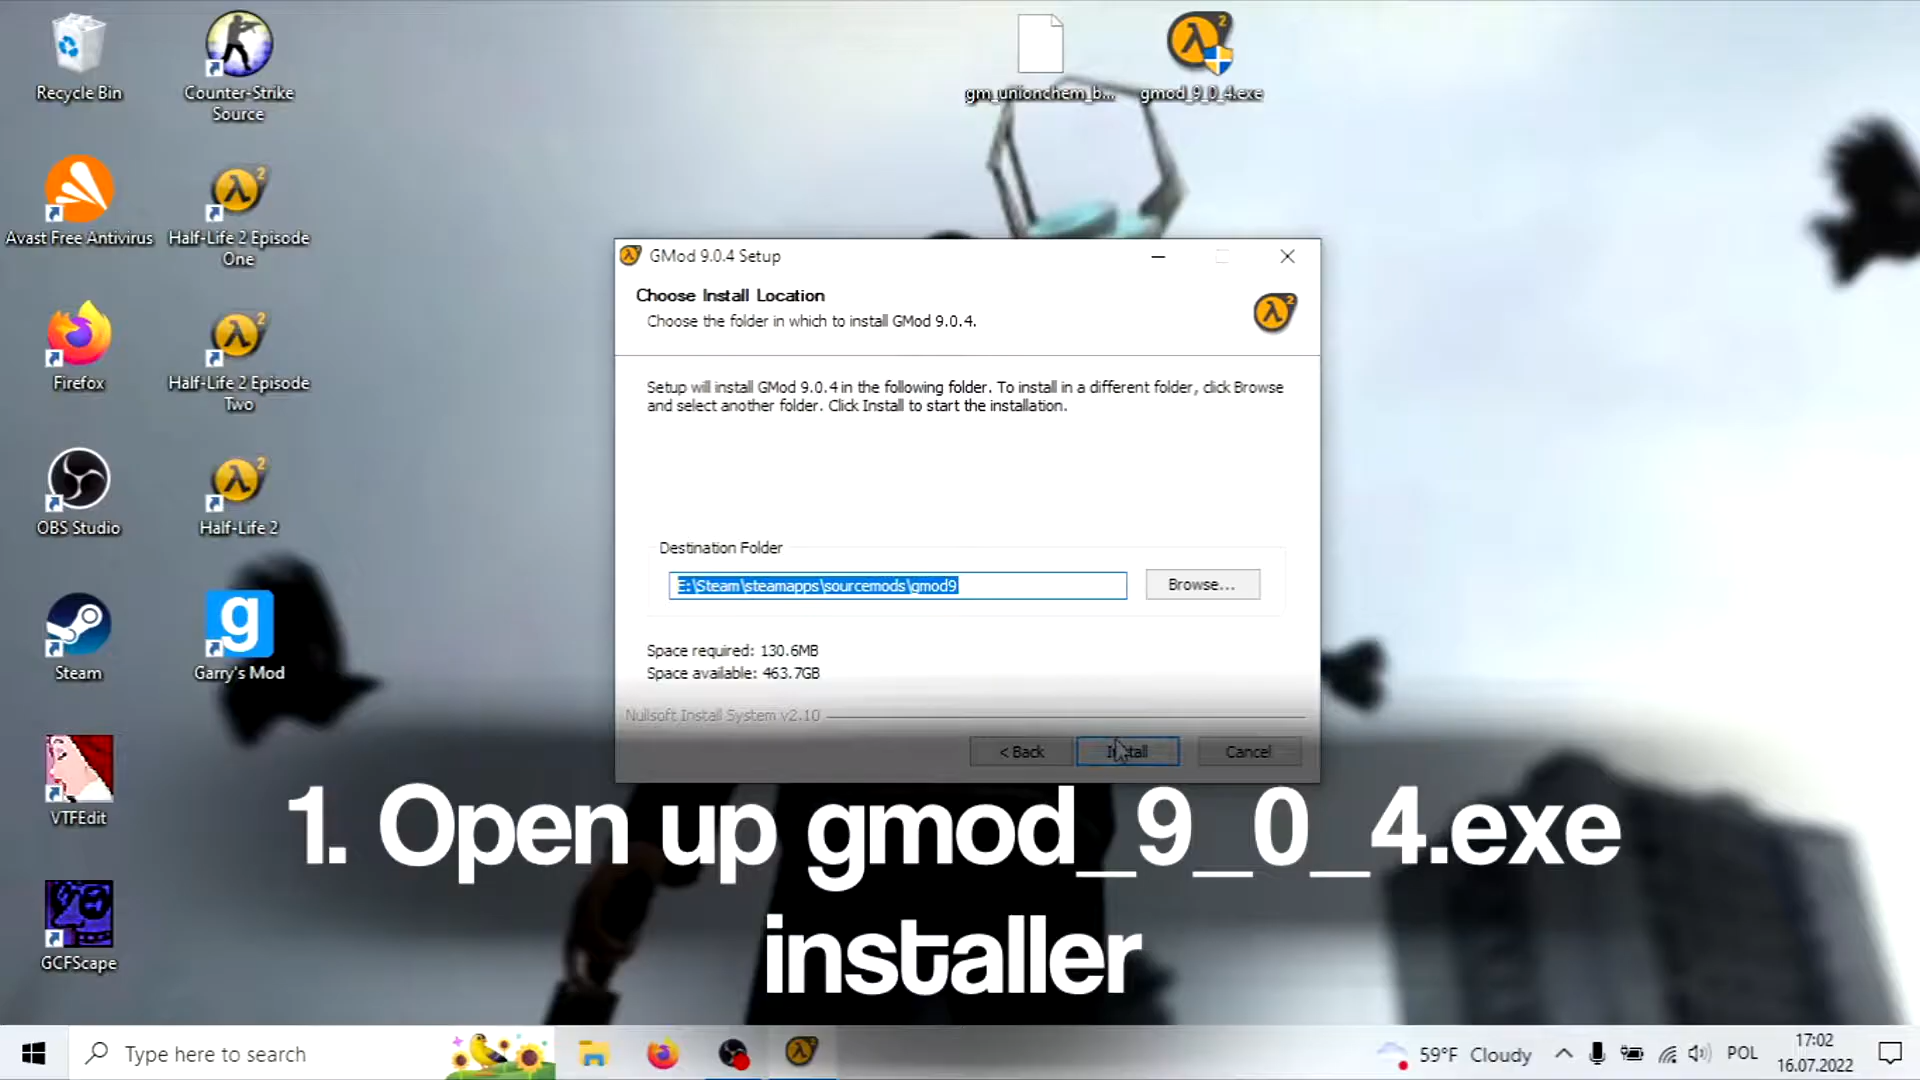 Recycle Bin
Counter-Strike
Source
gm_unionchem_b...
gmod_9_0_4.exe
Avast Free Antivirus
Half-Life 2 Episode
One
Firefox
Half-Life 2 Episode
Two
OBS Studio
Half-Life 2
Steam
Garry's Mod
VTFEdit
GCFScape
GMod 9.0.4 Setup
Choose Install Location
Choose the folder in which to install GMod 9.0.4.
Setup will install GMod 9.0.4 in the following folder. To install in a different folder, click Browse
and select another folder. Click Install to start the installation.
Destination Folder
E:\Steam\steamapps\sourcemods\gmod9
Browse...
Space required: 130.6MB
Space available: 463.7GB
Nullsoft Install System v2.10
< Back
Install
Cancel
1. Open up gmod_9_0_4.exe
installer
Type here to search
59°F Cloudy
POL
17:02
16.07.2022